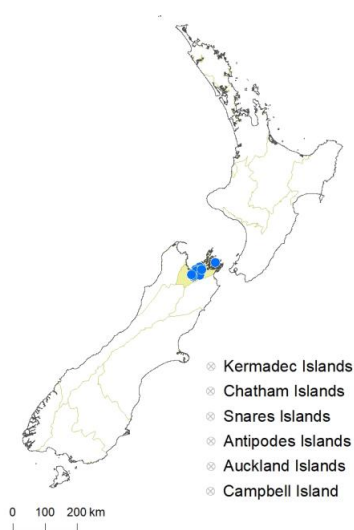 ⊗ Kermadec Islands
⊗ Chatham Islands
⊗ Snares Islands
⊗ Antipodes Islands
⊗ Auckland Islands
⊗ Campbell Island
0 100 200 km